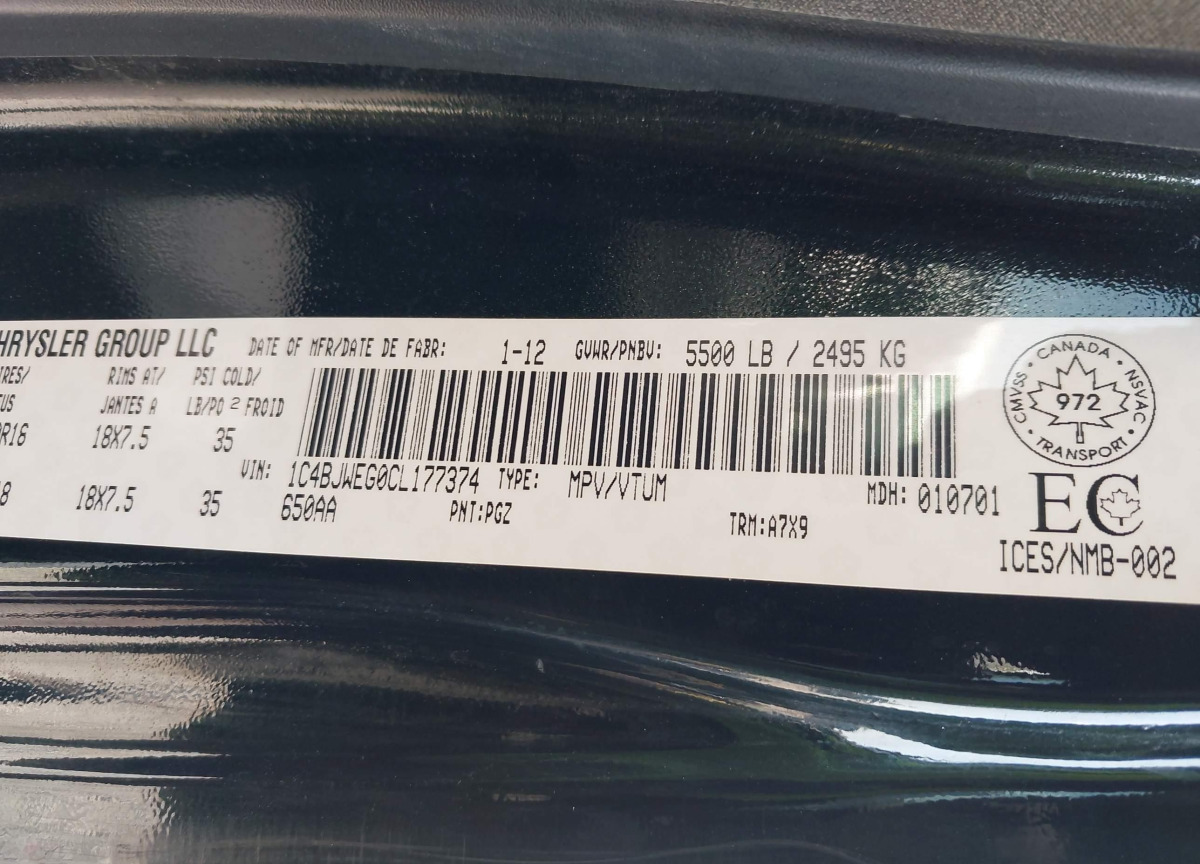 HRYSLER GROUP LLC DATE OF MFR/DATE DE FABR: 1-12 GVWR/PNBV: 5500 LB / 2495 KG
IRES/ RIMS AT/ PSI COLD/
US JANTES A LB/PO 2 FROID
R16 18X7.5 35
VIN: 1C4BJWEG0CL177374 TYPE: MPV/VTUM MDH: 010701
8 18X7.5 35
650AA PNT:PGZ TRM:A7X9
CANADA
CMVSS · NSVAC
972
TRANSPORT
EC
ICES/NMB-002